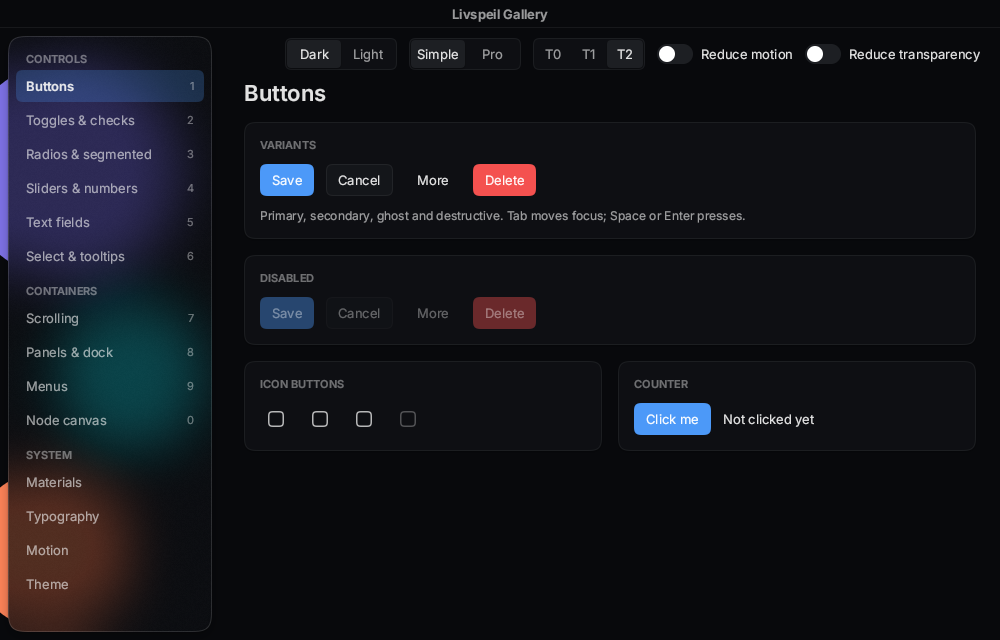 Livspeil Gallery
Dark Light Simple Pro T0 T1 T2 Reduce motion Reduce transparency
CONTROLS
Buttons 1
Toggles & checks 2
Radios & segmented 3
Sliders & numbers 4
Text fields 5
Select & tooltips 6
CONTAINERS
Scrolling 7
Panels & dock 8
Menus 9
Node canvas 0
SYSTEM
Materials
Typography
Motion
Theme
Buttons
VARIANTS
Save Cancel More Delete
Primary, secondary, ghost and destructive. Tab moves focus; Space or Enter presses.
DISABLED
Save Cancel More Delete
ICON BUTTONS
COUNTER
Click me Not clicked yet